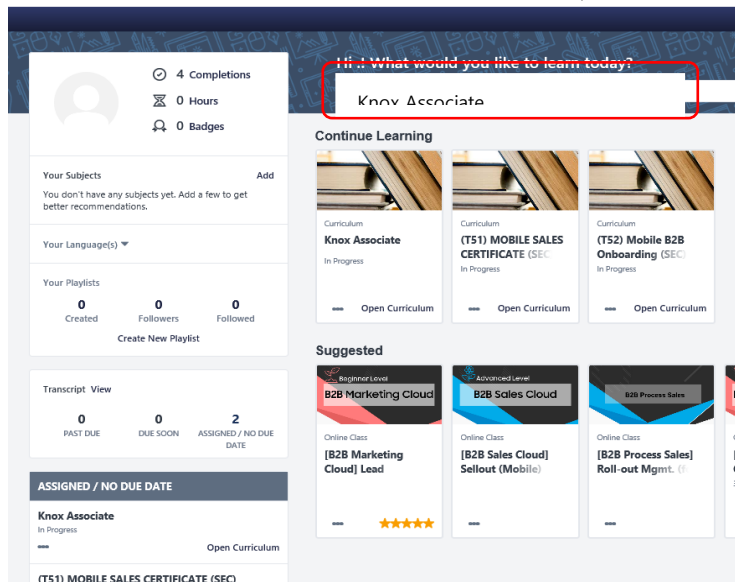 Hi .! What would you like to learn today?
Knox Associate
4 Completions
0 Hours
0 Badges
Your Subjects
Add
You don't have any subjects yet. Add a few to get
better recommendations.
Your Language(s)
Your Playlists
0
Created
0
Followers
0
Followed
Create New Playlist
Transcript View
0
PAST DUE
0
DUE SOON
2
ASSIGNED / NO DUE
DATE
ASSIGNED / NO DUE DATE
Knox Associate
In Progress
Open Curriculum
(T51) MOBILE SALES CERTIFICATE (SEC)
Continue Learning
Curriculum
Knox Associate
In Progress
Open Curriculum
Curriculum
(T51) MOBILE SALES
CERTIFICATE (SEC
In Progress
Open Curriculum
Curriculum
(T52) Mobile B2B
Onboarding (SEC)
In Progress
Open Curriculum
Suggested
Beginner Level
B2B Marketing Cloud
Online Class
[B2B Marketing
Cloud] Lead
Advanced Level
B2B Sales Cloud
Online Class
[B2B Sales Cloud]
Sellout (Mobile)
B2B Process Sales
Online Class
[B2B Process Sales]
Roll-out Mgmt.